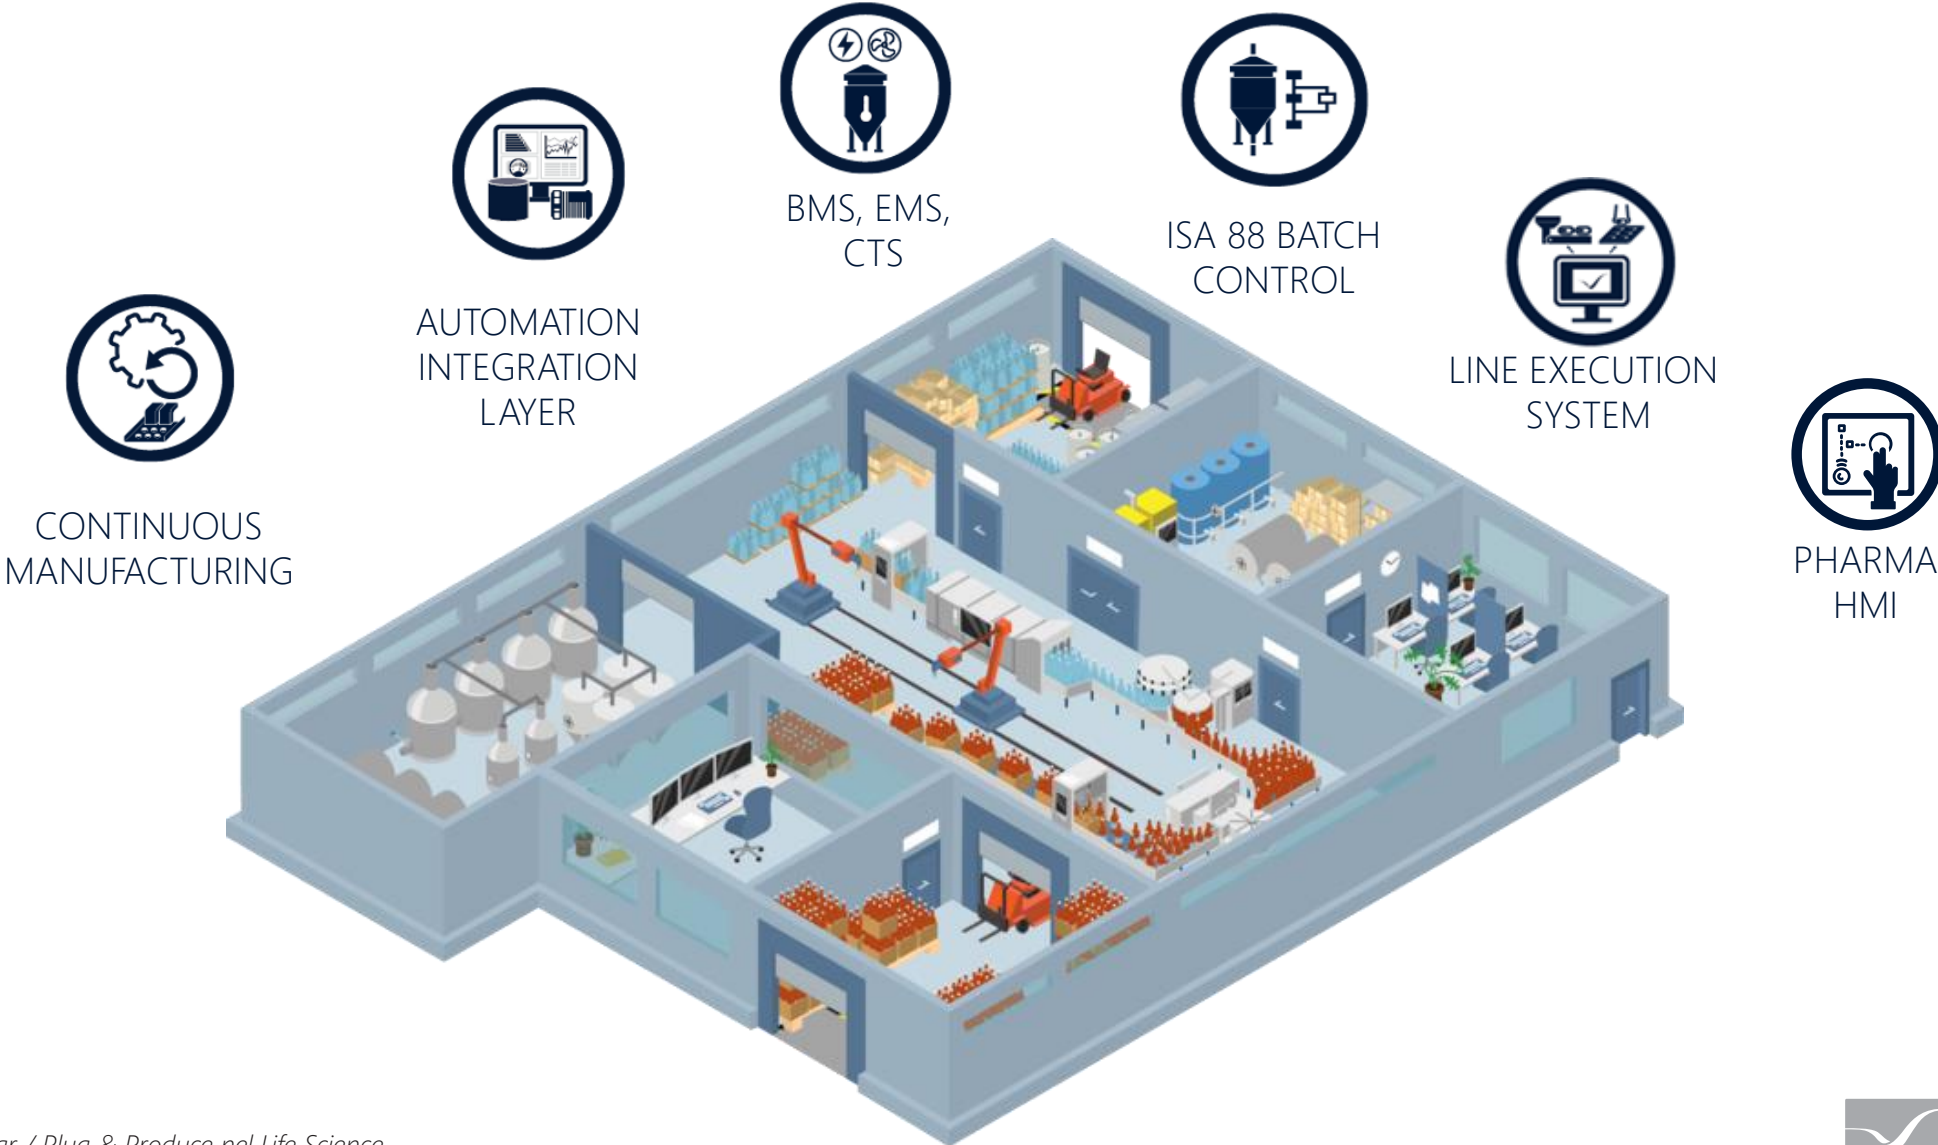 CONTINUOUS
MANUFACTURING
AUTOMATION
INTEGRATION
LAYER
BMS, EMS,
CTS
ISA 88 BATCH
CONTROL
LINE EXECUTION
SYSTEM
PHARMA
HMI
/ Plug & Produce nel Life Science